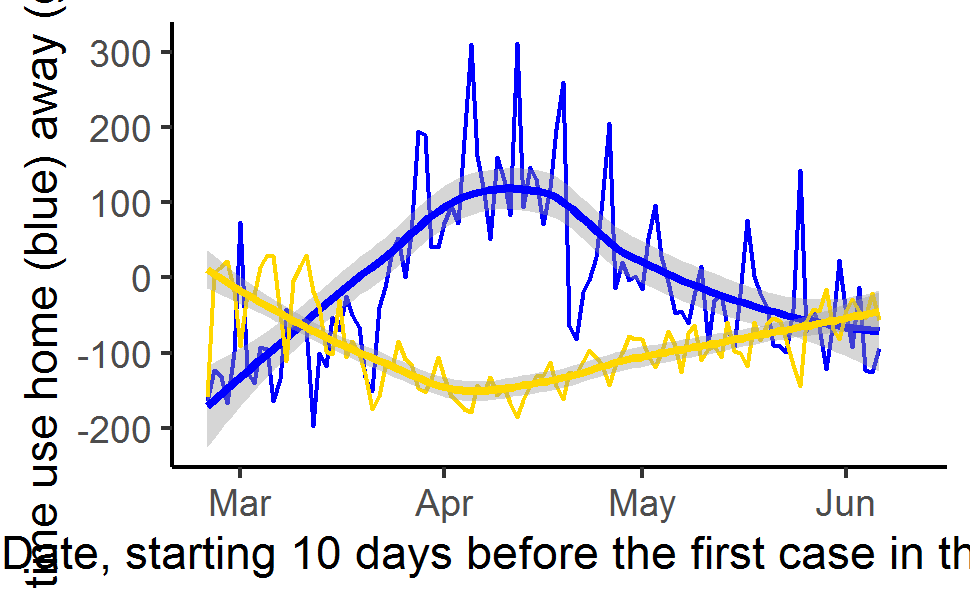 time use home (blue) away (
300
200
100
0
-100
-200
Mar Apr May Jun
Date, starting 10 days before the first case in th